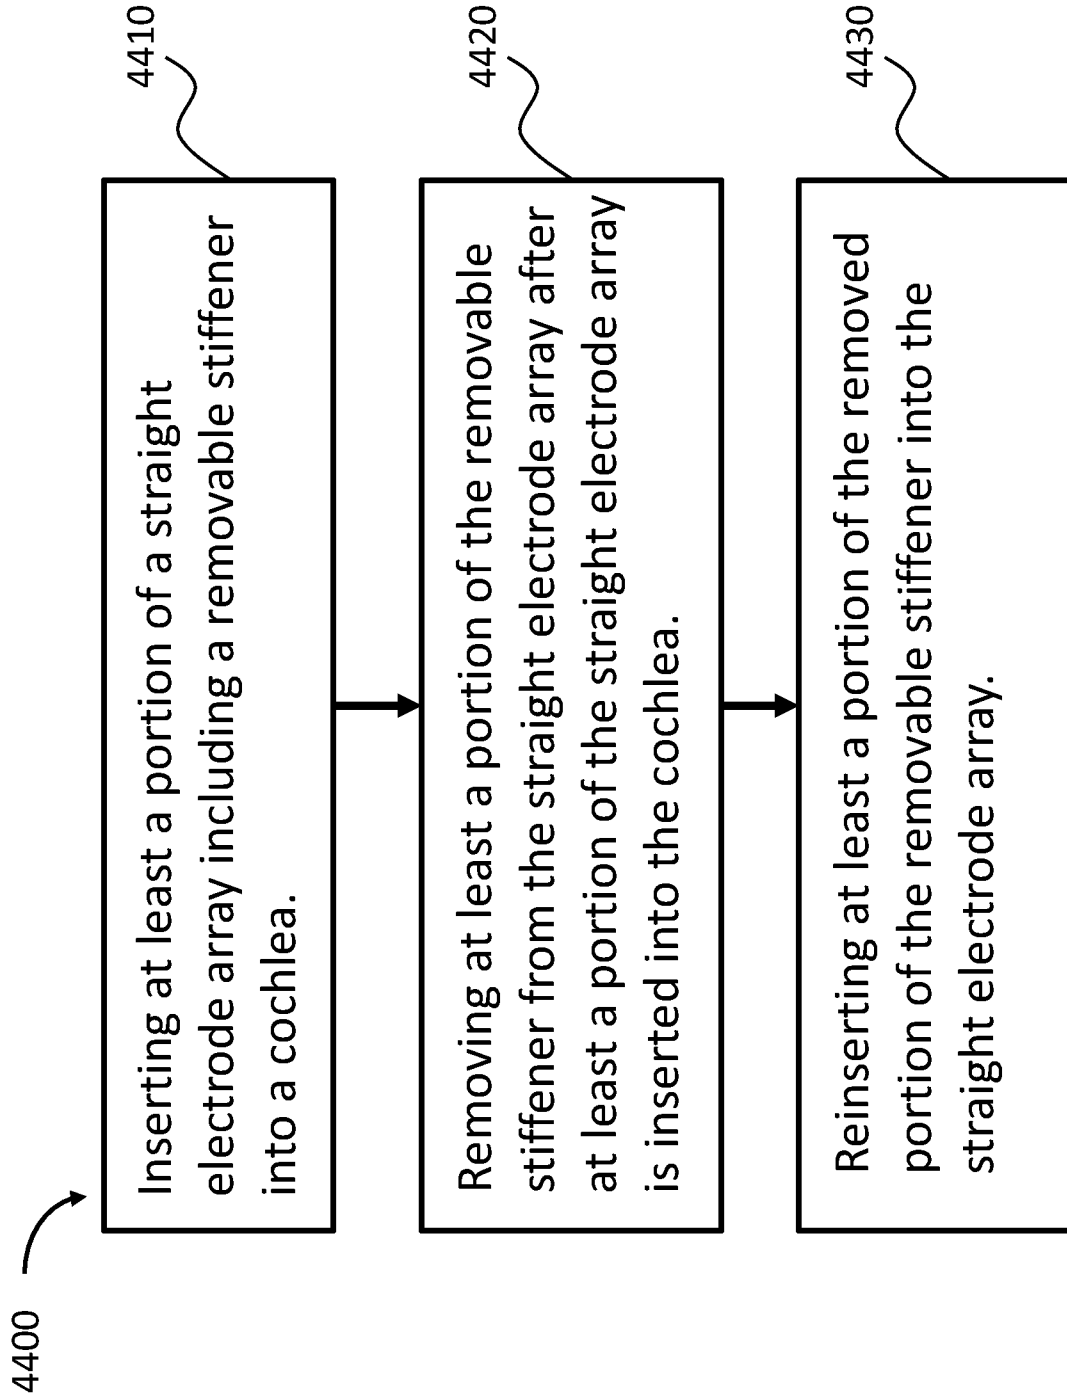 4400
Inserting at least a portion of a straight
electrode array including a removable stiffener
into a cochlea.
4410
Removing at least a portion of the removable
stiffener from the straight electrode array after
at least a portion of the straight electrode array
is inserted into the cochlea.
4420
Reinserting at least a portion of the removed
portion of the removable stiffener into the
straight electrode array.
4430